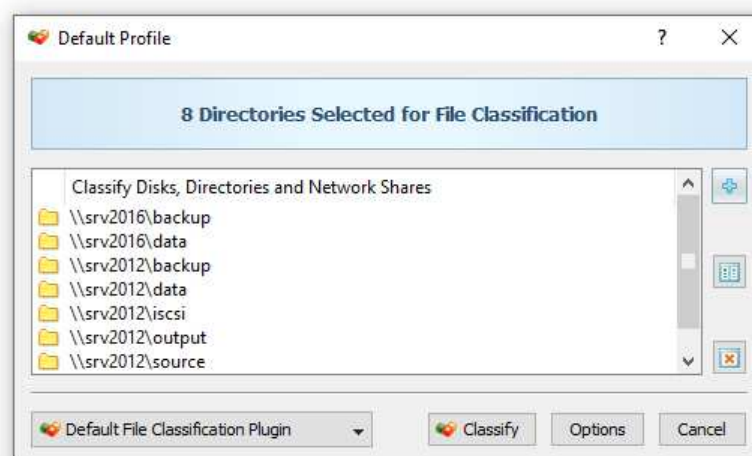 Default Profile ?
8 Directories Selected for File Classification
Classify Disks, Directories and Network Shares
\\srv2016\backup
\\srv2016\data
\\srv2012\backup
\\srv2012\data
\\srv2012\iscsi
\\srv2012\output
\\srv2012\source
Default File Classification Plugin Classify Options Cancel